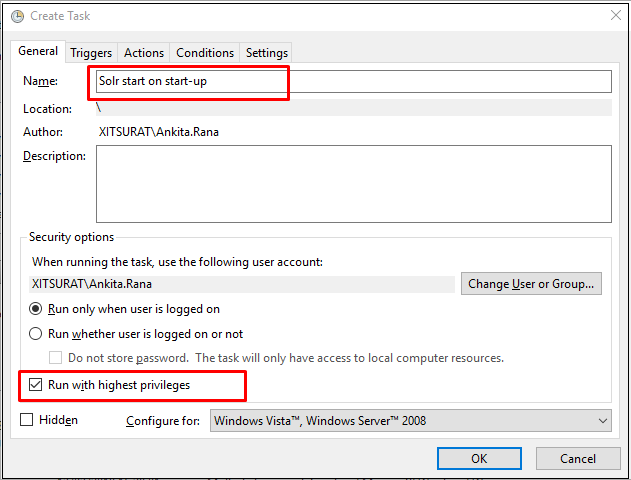 Create Task
General Triggers Actions Conditions Settings
Name: Solr start on start-up
Location: \
Author: XITSURAT\Ankita.Rana
Description:
Security options
When running the task, use the following user account:
XITSURAT\Ankita.Rana Change User or Group...
Run only when user is logged on
Run whether user is logged on or not
Do not store password. The task will only have access to local computer resources.
Run with highest privileges
Hidden Configure for: Windows Vista™, Windows Server™ 2008
OK Cancel